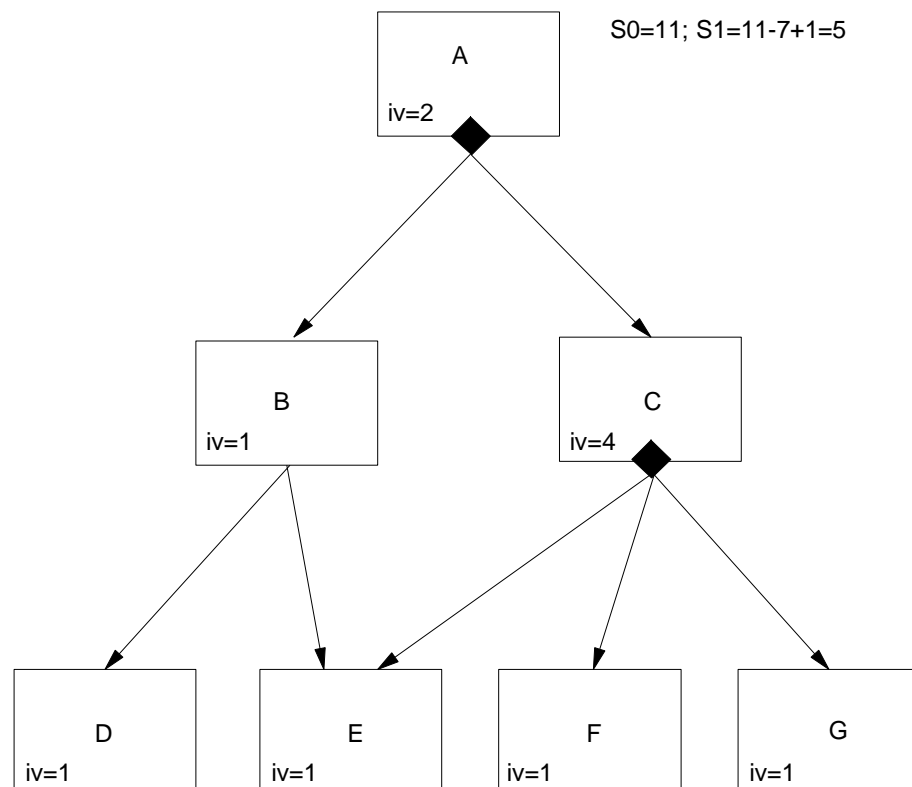 S0=11; S1=11-7+1=5
A
iv=2
B
C
iv=1
iv=4
D
E
F
G
iv=1
iv=1
iv=1
iv=1